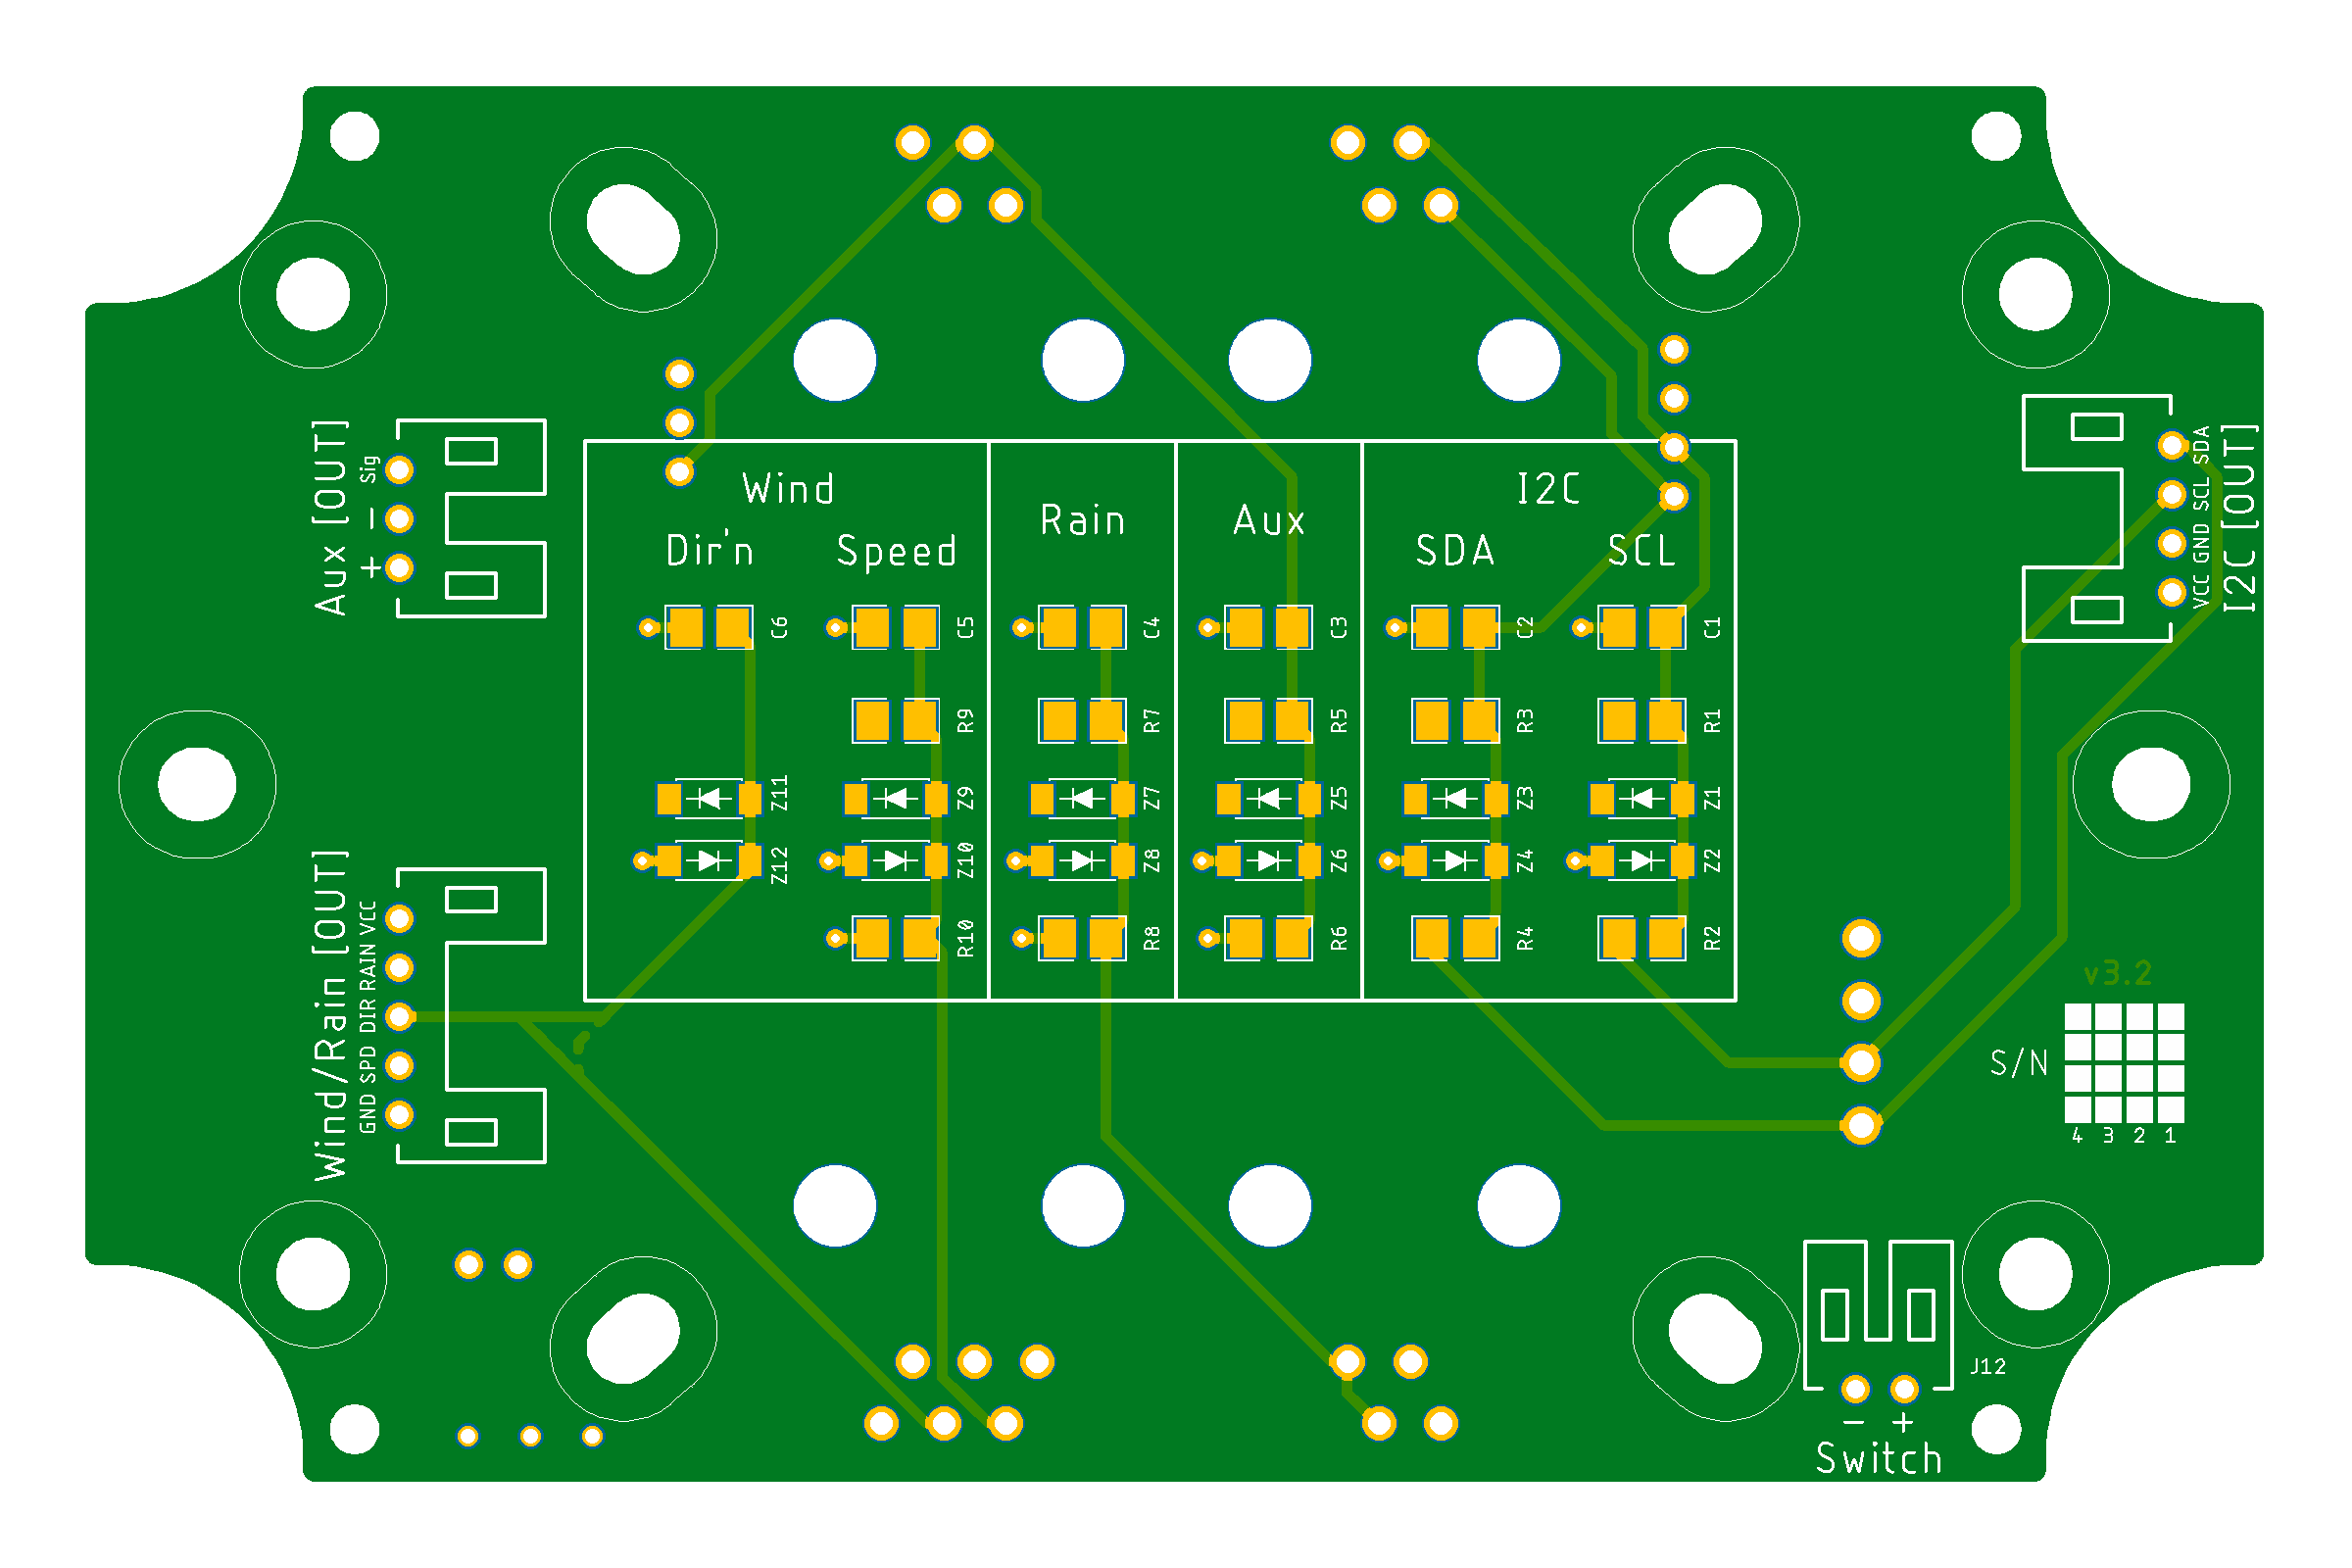 Aux [OUT]
Sig
-
+
I2C [OUT]
VCC GND SCL SDA
Wind
Dir'n
Speed
Rain
Aux
I2C
SDA
SCL
C6
C5
C4
C3
C2
C1
R9
R7
R5
R3
R1
Z11
Z9
Z7
Z5
Z3
Z1
Z12
Z10
Z8
Z6
Z4
Z2
R10
R8
R6
R4
R2
Wind/Rain [OUT]
GND SPD DIR RAIN VCC
v3.2
S/N
4 3 2 1
J12
- +
Switch